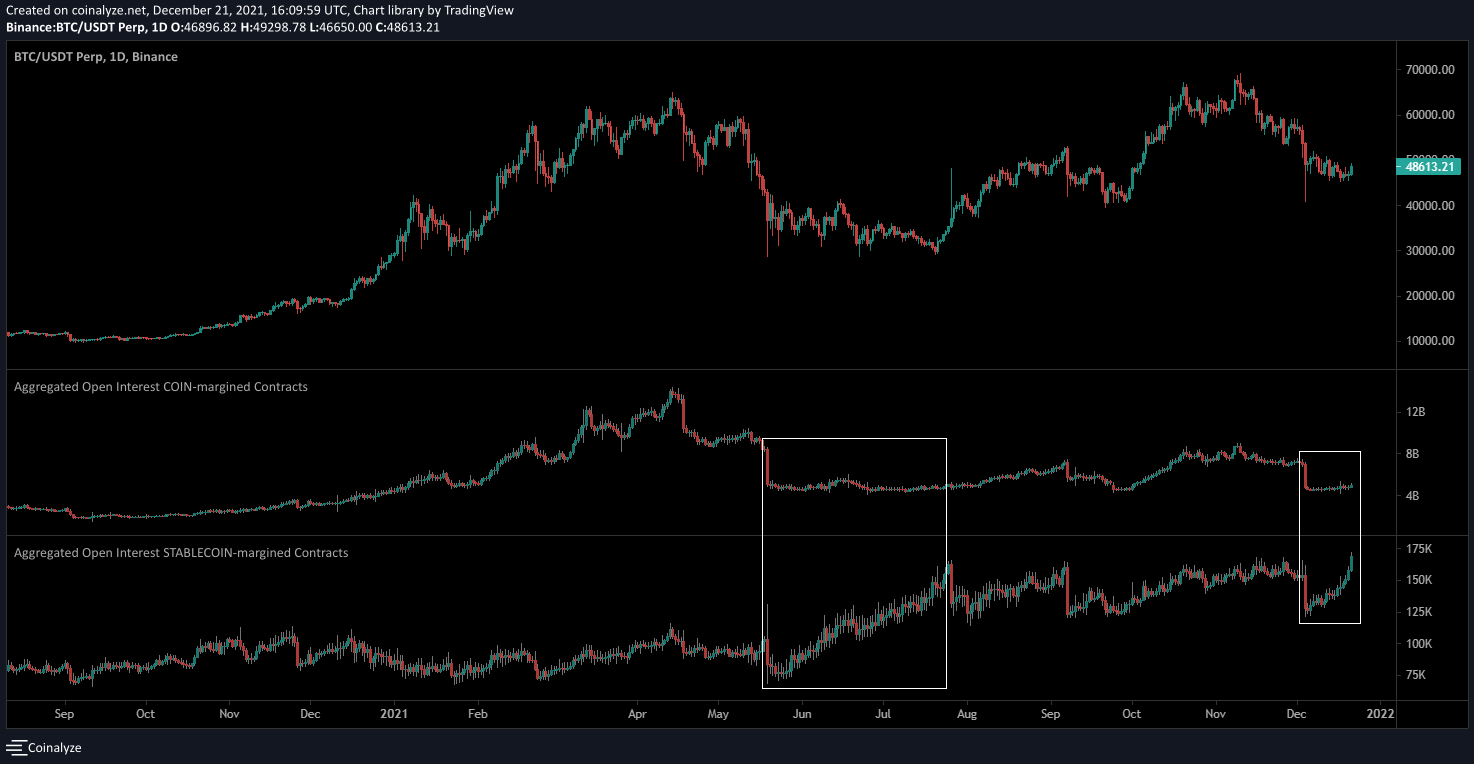 Created on coinalyze.net, December 21, 2021, 16:09:59 UTC, Chart library by TradingView
Binance:BTC/USDT Perp, 1D O:46896.82 H:49298.78 L:46650.00 C:48613.21
BTC/USDT Perp, 1D, Binance
70000.00
60000.00
48613.21
40000.00
30000.00
20000.00
10000.00
Aggregated Open Interest COIN-margined Contracts
12B
8B
4B
Aggregated Open Interest STABLECOIN-margined Contracts
175K
150K
125K
100K
75K
Sep Oct Nov Dec 2021 Feb Apr May Jun Jul Aug Sep Oct Nov Dec 2022
Coinalyze